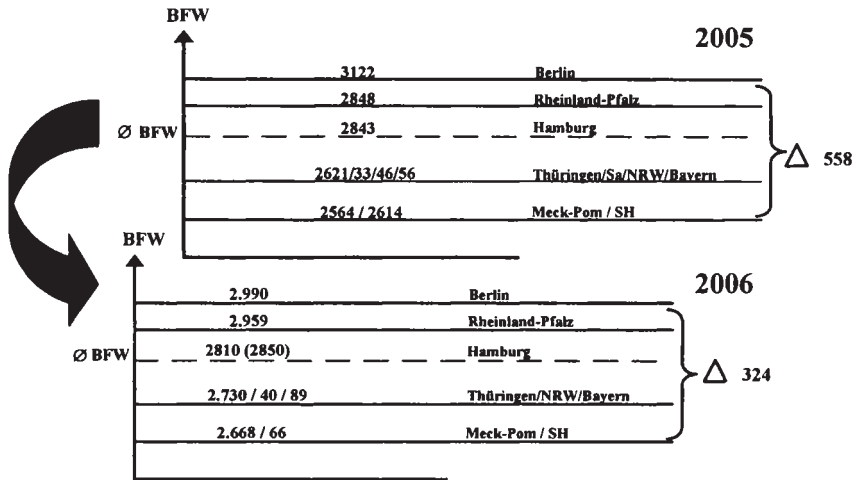 BFW
2005
3122 Berlin
2848 Rheinland-Pfalz
Ø BFW 2843 Hamburg
Δ 558
2621/33/46/56 Thüringen/Sa/NRW/Bayern
2564 / 2614 Meck-Pom / SH
BFW
2006
2.990 Berlin
2.959 Rheinland-Pfalz
Ø BFW 2810 (2850) Hamburg
Δ 324
2.730 / 40 / 89 Thüringen/NRW/Bayern
2.668 / 66 Meck-Pom / SH